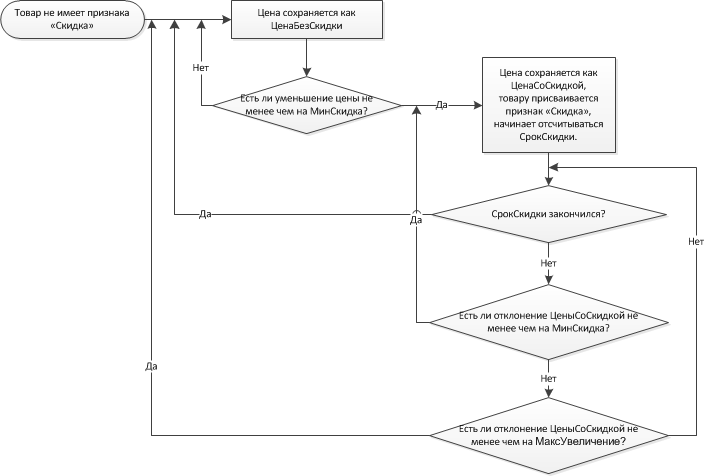 Товар не имеет признака
«Скидка»
Цена сохраняется как
ЦенаБезСкидки
Нет
Есть ли уменьшение цены не
менее чем на МинСкидка?
Да
Цена сохраняется как
ЦенаСоСкидкой,
товару присваивается
признак «Скидка»,
начинает отсчитываться
СрокСкидки.
СрокСкидки закончился?
Да
Да
Нет
Нет
Есть ли отклонение ЦеныСоСкидкой не
менее чем на МинСкидка?
Нет
Да
Есть ли отклонение ЦеныСоСкидкой не
менее чем на МаксУвеличение?